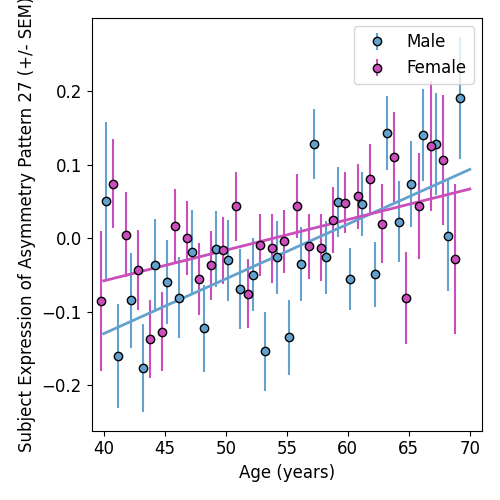 Subject Expression of Asymmetry Pattern 27 (+/- SEM)
Male
Female
0.2
0.1
0.0
−0.1
−0.2
40 45 50 55 60 65 70
Age (years)